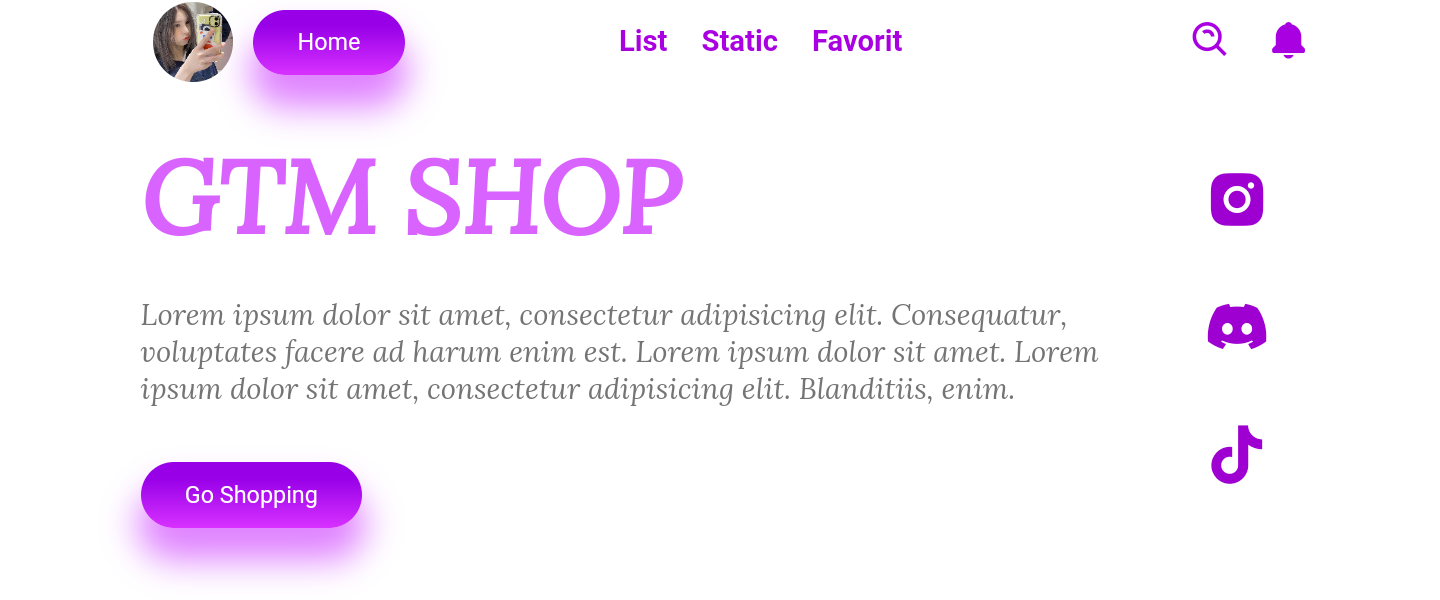 Home
List Static Favorit
GTM SHOP
Lorem ipsum dolor sit amet, consectetur adipisicing elit. Consequatur,
voluptates facere ad harum enim est. Lorem ipsum dolor sit amet. Lorem
ipsum dolor sit amet, consectetur adipisicing elit. Blanditiis, enim.
Go Shopping